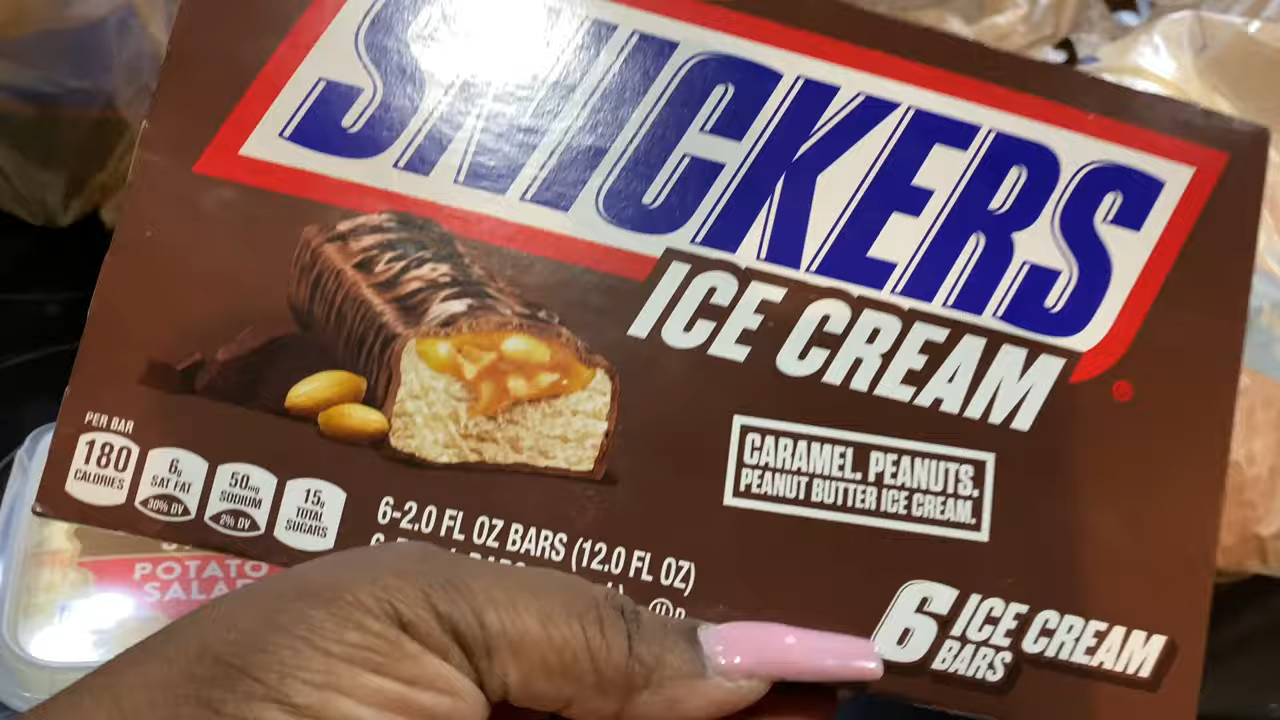 SNICKERS
ICE CREAM
CARAMEL. PEANUTS.
PEANUT BUTTER ICE CREAM.
PER BAR
180
CALORIES
6g
SAT FAT
30% DV
50mg
SODIUM
2% DV
15g
TOTAL
SUGARS
6-2.0 FL OZ BARS (12.0 FL OZ)
U D
6 ICE CREAM
BARS
POTATO